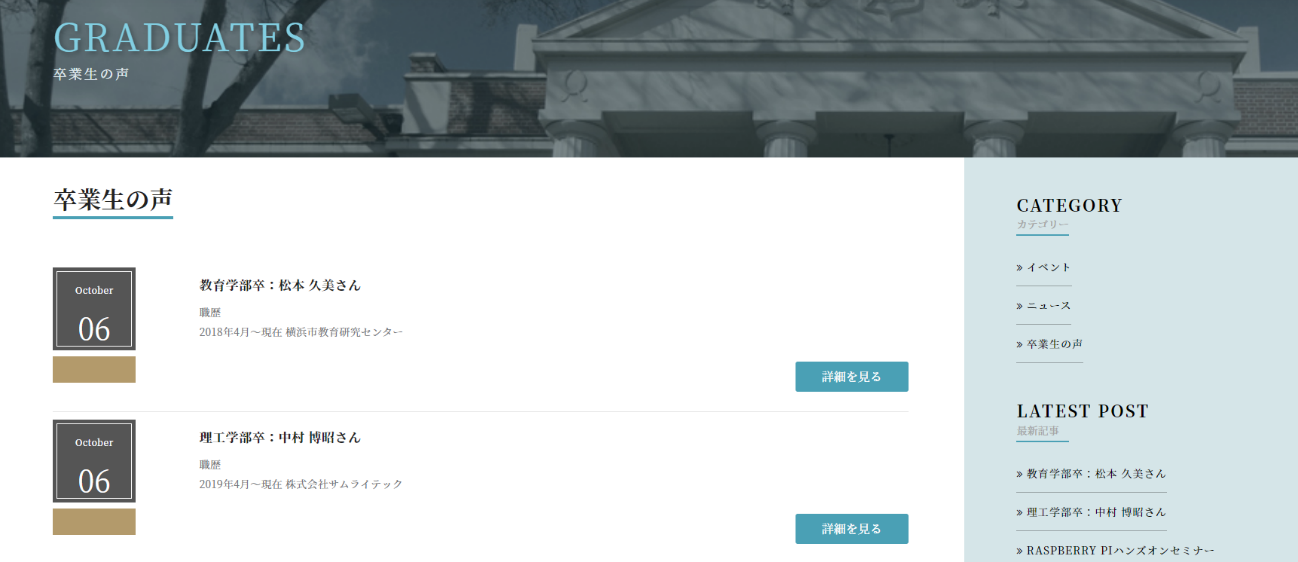 GRADUATES
卒業生の声
卒業生の声
October
06
教育学部卒：松本 久美さん
職歴
2018年4月〜現在 横浜市教育研究センター
詳細を見る
October
06
理工学部卒：中村 博昭さん
職歴
2019年4月〜現在 株式会社サムライテック
詳細を見る
CATEGORY
カテゴリー
» イベント
» ニュース
» 卒業生の声
LATEST POST
最新記事
» 教育学部卒：松本 久美さん
» 理工学部卒：中村 博昭さん
» RASPBERRY PIハンズオンセミナー